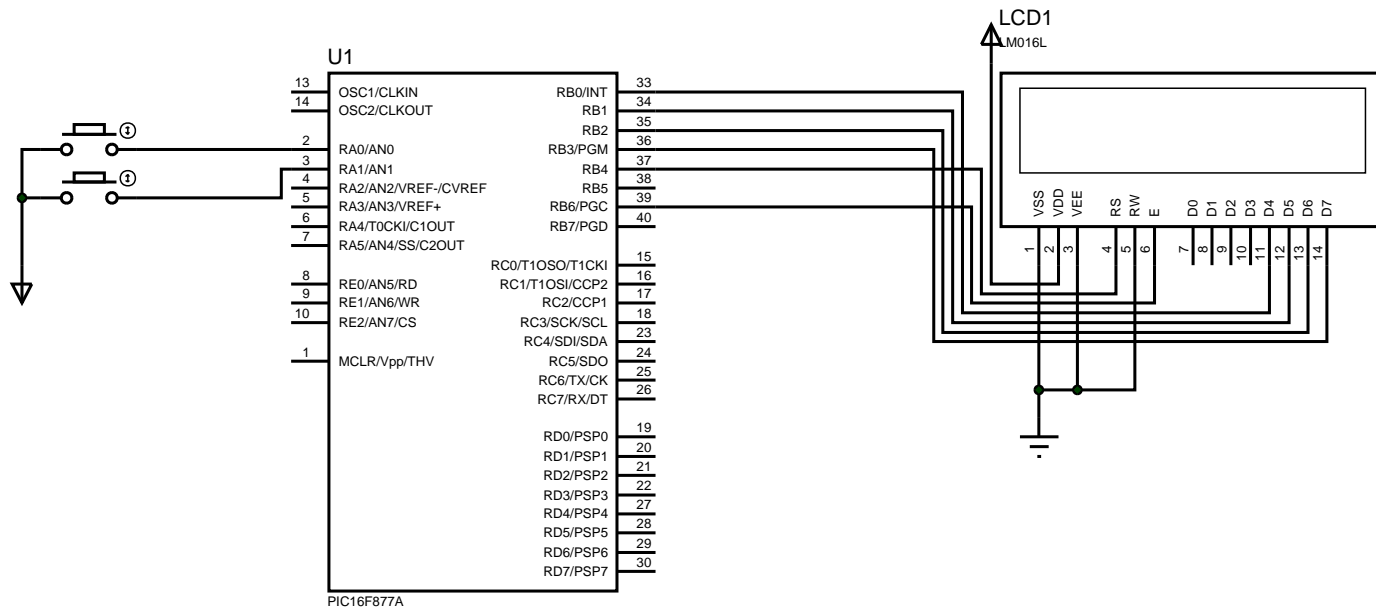 LCD1
LM016L
U1
13 OSC1/CLKIN
14 OSC2/CLKOUT
2 RA0/AN0
3 RA1/AN1
4 RA2/AN2/VREF-/CVREF
5 RA3/AN3/VREF+
6 RA4/T0CKI/C1OUT
7 RA5/AN4/SS/C2OUT
8 RE0/AN5/RD
9 RE1/AN6/WR
10 RE2/AN7/CS
1 MCLR/Vpp/THV
RB0/INT 33
RB1 34
RB2 35
RB3/PGM 36
RB4 37
RB5 38
RB6/PGC 39
RB7/PGD 40
RC0/T1OSO/T1CKI 15
RC1/T1OSI/CCP2 16
RC2/CCP1 17
RC3/SCK/SCL 18
RC4/SDI/SDA 23
RC5/SDO 24
RC6/TX/CK 25
RC7/RX/DT 26
RD0/PSP0 19
RD1/PSP1 20
RD2/PSP2 21
RD3/PSP3 22
RD4/PSP4 27
RD5/PSP5 28
RD6/PSP6 29
RD7/PSP7 30
PIC16F877A
VSS 1
VDD 2
VEE 3
RS 4
RW 5
E 6
D0 7
D1 8
D2 9
D3 10
D4 11
D5 12
D6 13
D7 14